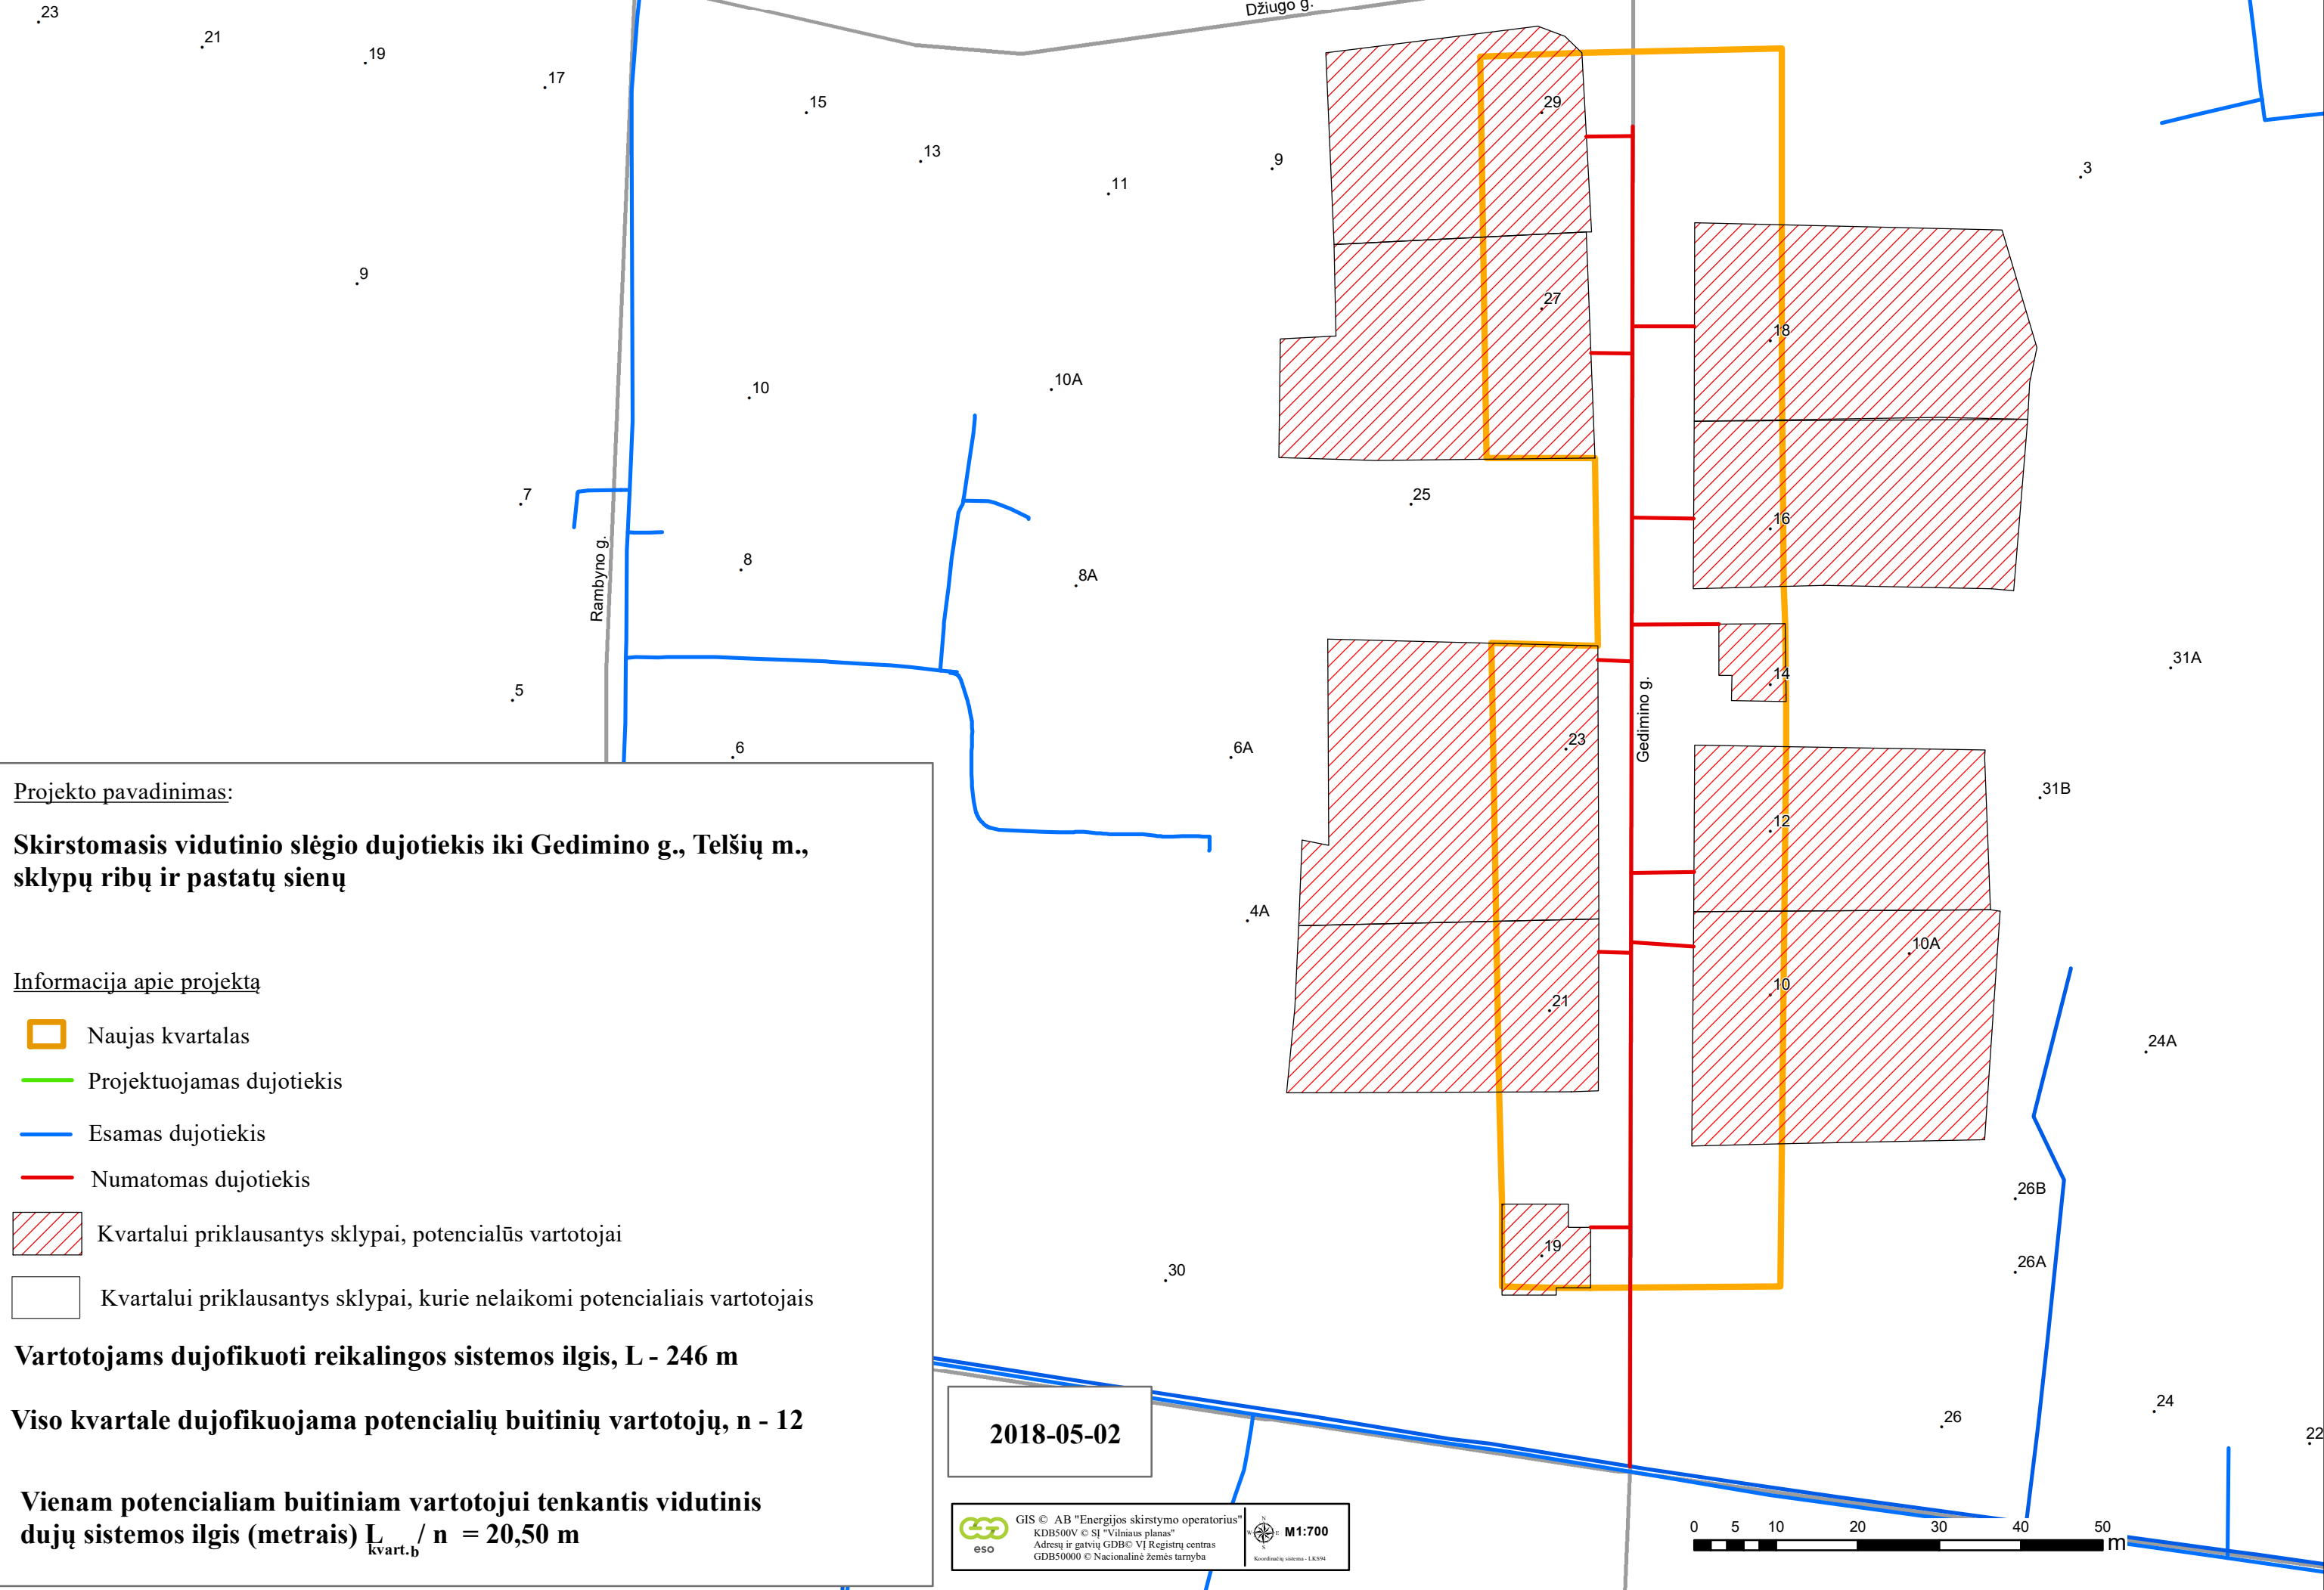 23
21
19
17
15
13
11
9
Džiugo g.
29
3
9
27
18
10
10A
7
25
16
8
8A
Rambyno g.
31A
14
5
6
6A
23
Gedimino g.
31B
12
4A
10A
10
21
24A
26B
26A
19
30
26
24
22
Projekto pavadinimas:
Skirstomasis vidutinio slėgio dujotiekis iki Gedimino g., Telšių m.,
sklypų ribų ir pastatų sienų
Informacija apie projektą
Naujas kvartalas
Projektuojamas dujotiekis
Esamas dujotiekis
Numatomas dujotiekis
Kvartalui priklausantys sklypai, potencialūs vartotojai
Kvartalui priklausantys sklypai, kurie nelaikomi potencialiais vartotojais
Vartotojams dujofikuoti reikalingos sistemos ilgis, L - 246 m
Viso kvartale dujofikuojama potencialių buitinių vartotojų, n - 12
Vienam potencialiam buitiniam vartotojui tenkantis vidutinis
dujų sistemos ilgis (metrais) L kvart.b / n = 20,50 m
2018-05-02
eso
GIS © AB "Energijos skirstymo operatorius"
KDB500V © SĮ "Vilniaus planas"
Adresų ir gatvių GDB© VĮ Registrų centras
GDB50000 © Nacionalinė žemės tarnyba
N
W E
S
M1:700
Koordinačių sistema - LKS94
0 5 10 20 30 40 50
m